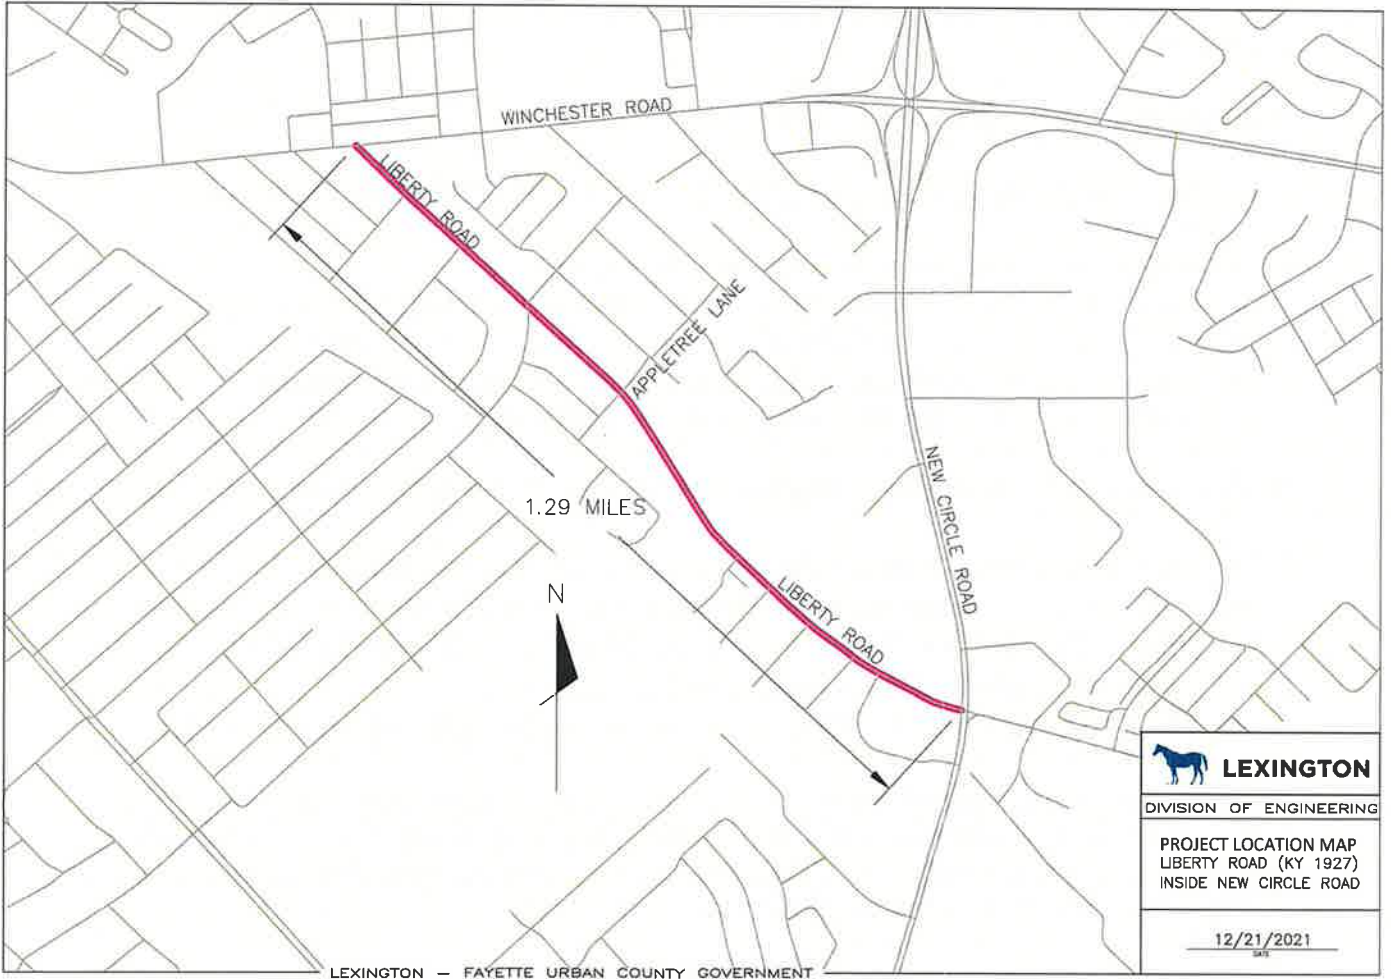 WINCHESTER ROAD
LIBERTY ROAD
APPLETREE LANE
NEW CIRCLE ROAD
1.29 MILES
N
LIBERTY ROAD
LEXINGTON
DIVISION OF ENGINEERING
PROJECT LOCATION MAP
LIBERTY ROAD (KY 1927)
INSIDE NEW CIRCLE ROAD
12/21/2021
DATE
LEXINGTON – FAYETTE URBAN COUNTY GOVERNMENT